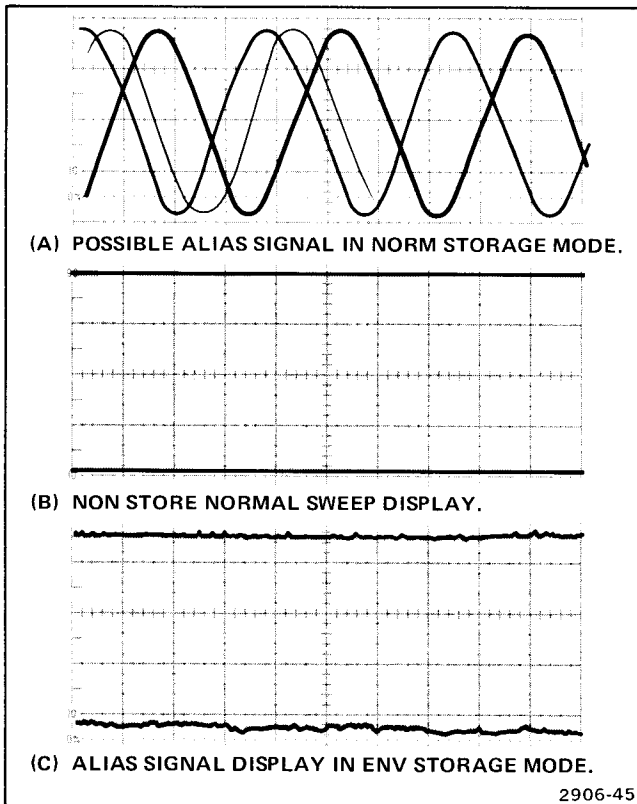 (A) POSSIBLE ALIAS SIGNAL IN NORM STORAGE MODE.
(B) NON STORE NORMAL SWEEP DISPLAY.
(C) ALIAS SIGNAL DISPLAY IN ENV STORAGE MODE.
2906-45